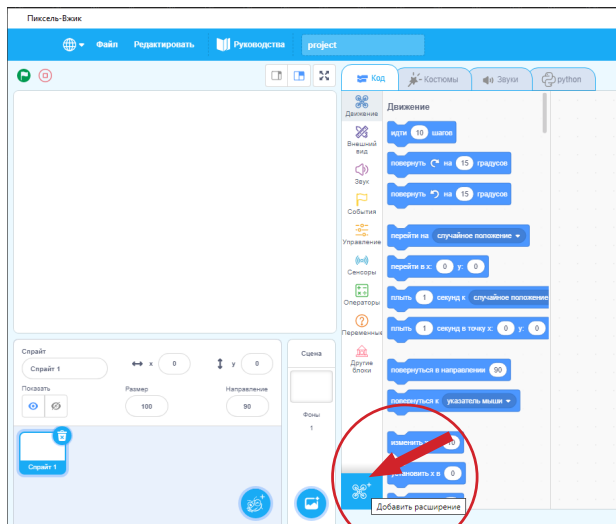 Пиксель-Вжик
Файл Редактировать Руководства project
Код Костюмы Звуки python
Движение
Внешний
вид
Звук
События
Управление
Сенсоры
Операторы
Переменные
Другие
блоки
Движение
идти 10 шагов
повернуть на 15 градусов
повернуть на 15 градусов
перейти на случайное положение
перейти в x: 0 y: 0
плыть 1 секунд к случайное положение
плыть 1 секунд в точку x: 0 y: 0
повернуться в направлении 90
повернуться к указатель мыши
изменить 10
установить x в 0
Добавить расширение
Спрайт
Спрайт 1 x 0 y 0
Показать Размер Направление
100 90
Спрайт 1
Сцена
Фоны
1